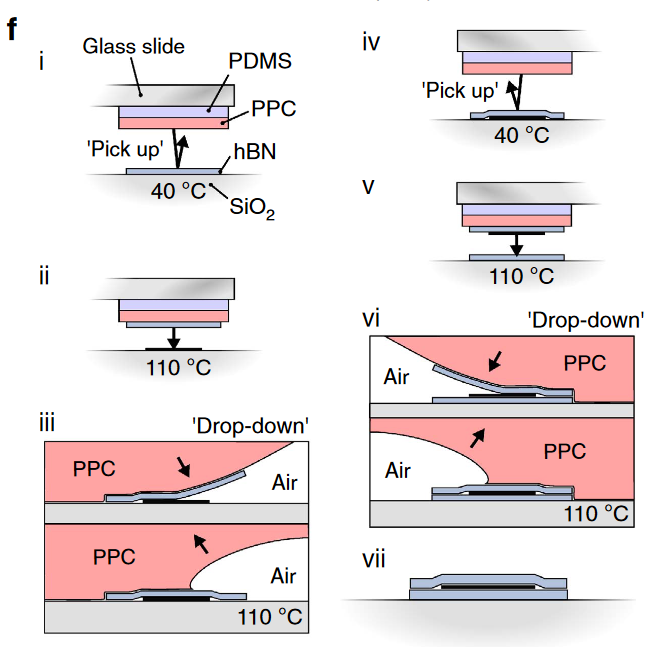 f
i
Glass slide
PDMS
PPC
'Pick up'
hBN
40 °C
SiO2
ii
110 °C
iii
'Drop-down'
PPC
Air
PPC
Air
110 °C
iv
'Pick up'
40 °C
v
110 °C
vi
'Drop-down'
PPC
Air
PPC
Air
110 °C
vii